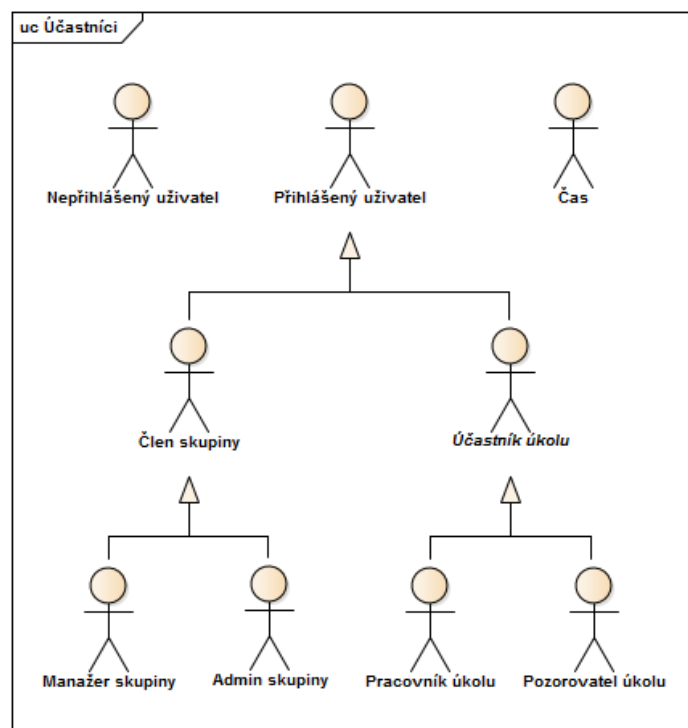 uc Účastníci
Nepřihlášený uživatel
Přihlášený uživatel
Čas
Člen skupiny
Účastník úkolu
Manažer skupiny
Admin skupiny
Pracovník úkolu
Pozorovatel úkolu